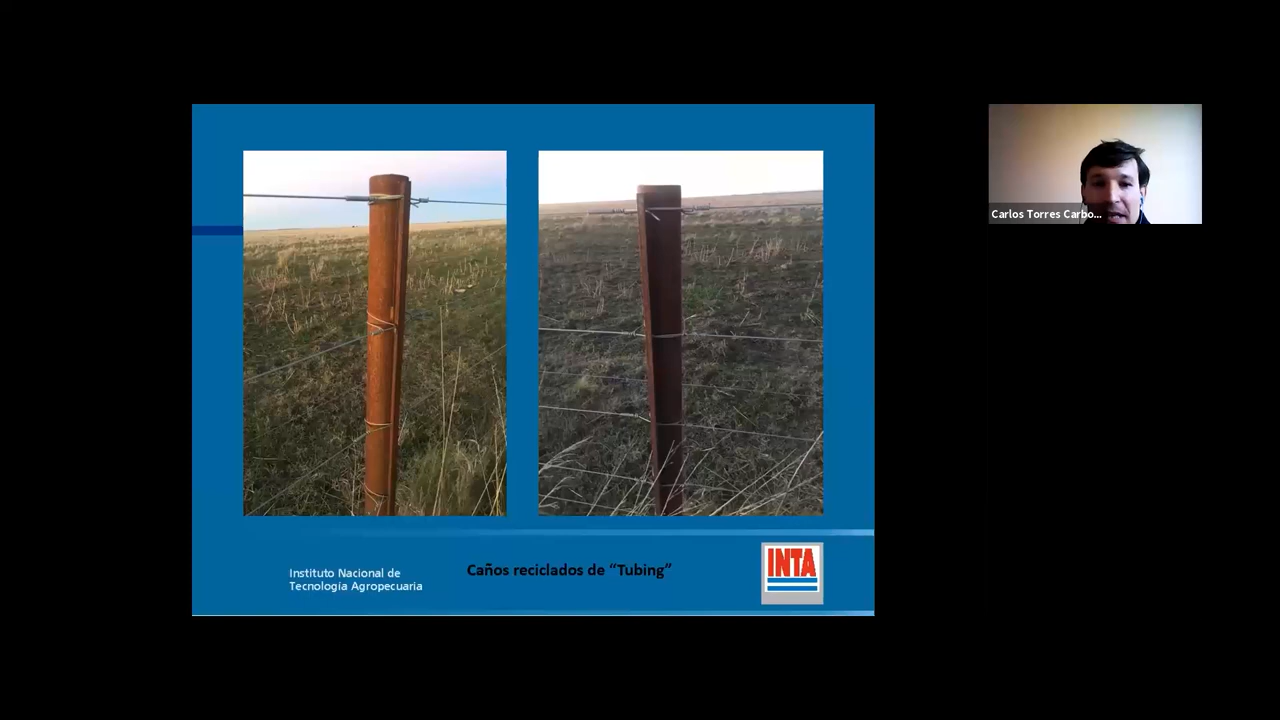 Carlos Torres Carbo...
Instituto Nacional de
Tecnología Agropecuaria
Caños reciclados de “Tubing”
INTA